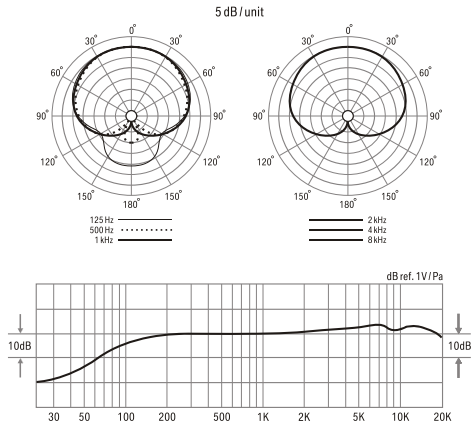 5 dB / unit
0° 0°
30° 30° 30° 30°
60° 60° 60° 60°
90° 90° 90° 90°
120° 120° 120° 120°
150° 150° 150° 150°
180° 180°
125 Hz 2 kHz
500 Hz 4 kHz
1 kHz 8 kHz
dB ref. 1V / Pa
10dB 10dB
30 50 100 200 500 1K 2K 5K 10K 20K